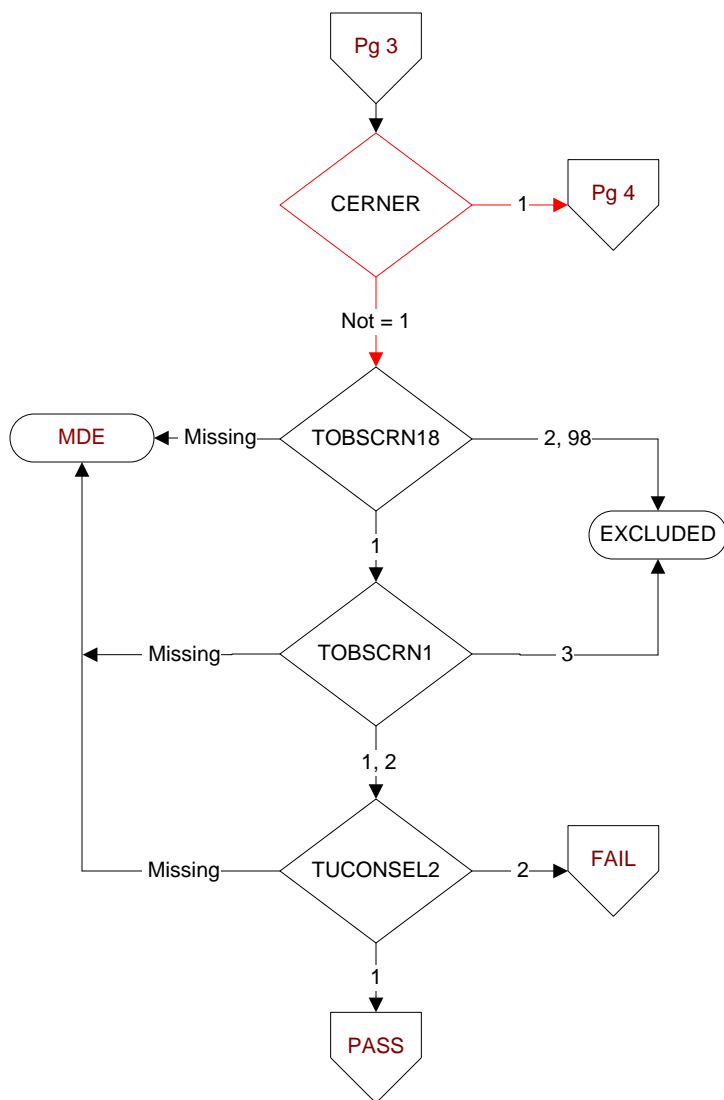 Pg 3
CERNER
1
Pg 4
Not = 1
MDE
Missing
TOBSCRN18
2, 98
EXCLUDED
1
Missing
TOBSCRN1
3
1, 2
Missing
TUCONSEL2
2
FAIL
1
PASS